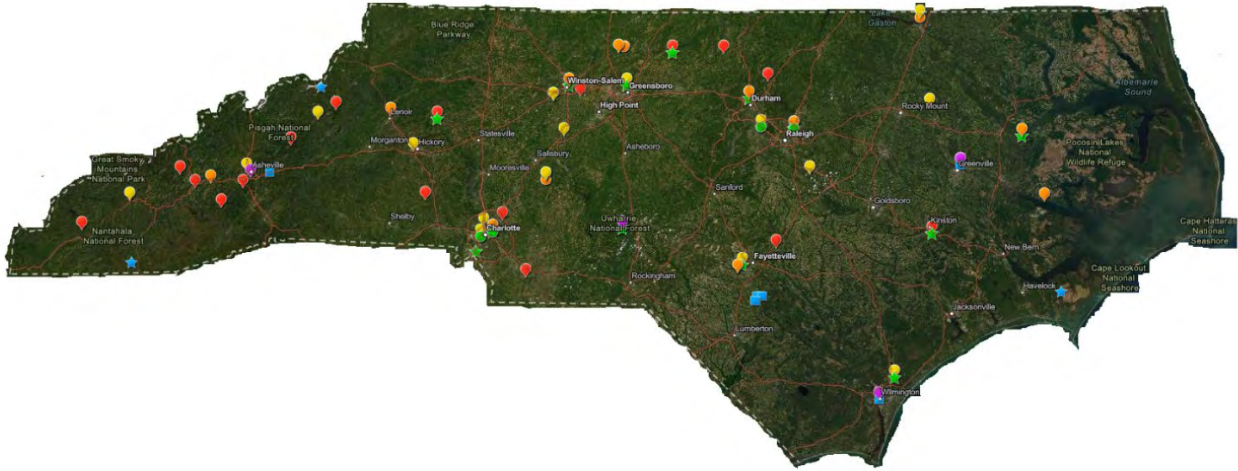 Lake
Gaston
Blue Ridge
Parkway
Albemarle
Sound
Winston-Salem
Greensboro
Durham
High Point
Rocky Mount
Lenoir
Pisgah National
Forest
Morganton
Hickory
Statesville
Raleigh
Salisbury
Asheboro
Pocosin Lakes
National
Wildlife Refuge
Great Smoky
Mountains
National Park
Asheville
Mooresville
Greenville
Sanford
Goldsboro
Shelby
Uwharrie
National Forest
Kinston
Cape Hatteras
National
Seashore
Nantahala
National Forest
Charlotte
New Bern
Fayetteville
Cape Lookout
National
Seashore
Rockingham
Havelock
Jacksonville
Lumberton
Wilmington